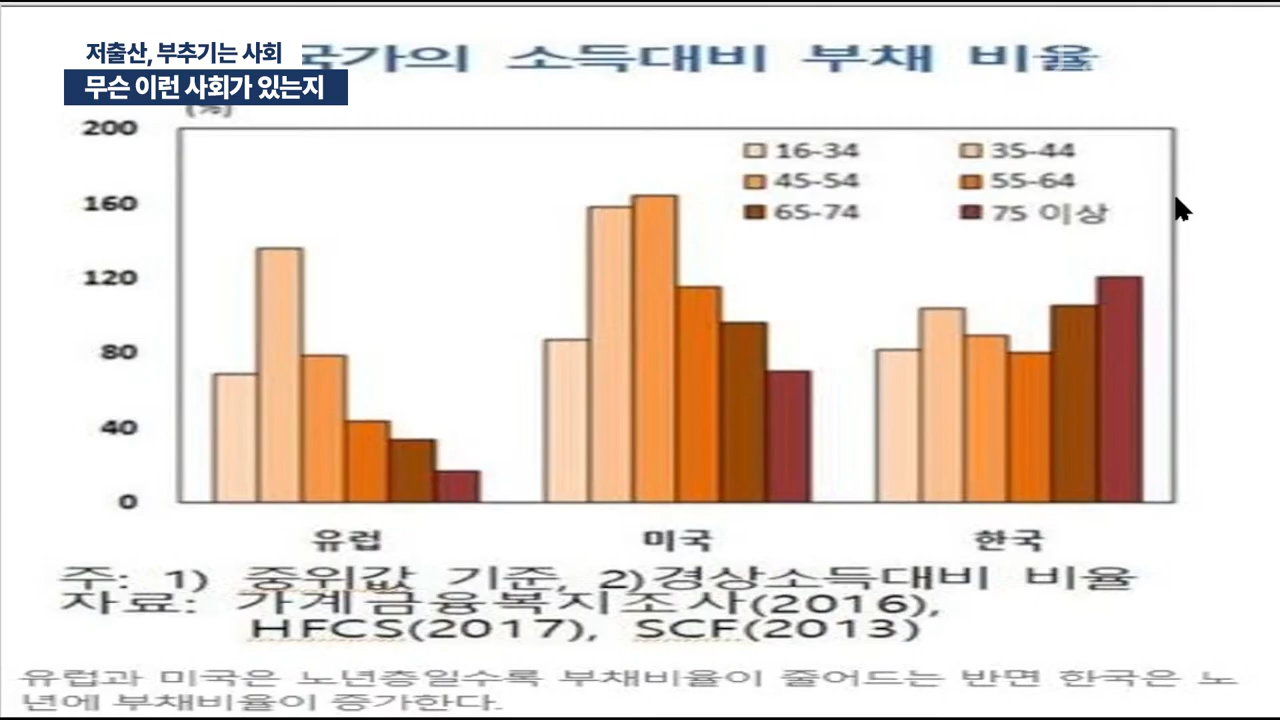 저출산, 부추기는 사회
무슨 이런 사회가 있는지
국가의 소득대비 부채 비율
(%)
200
160
120
80
40
0
16-34
35-44
45-54
55-64
65-74
75 이상
유럽
미국
한국
주: 1) 중위값 기준, 2)경상소득대비 비율
자료: 가계금융복지조사(2016),
HFCS(2017), SCF(2013)
유럽과 미국은 노년층일수록 부채비율이 줄어드는 반면 한국은 노
년에 부채비율이 증가한다.